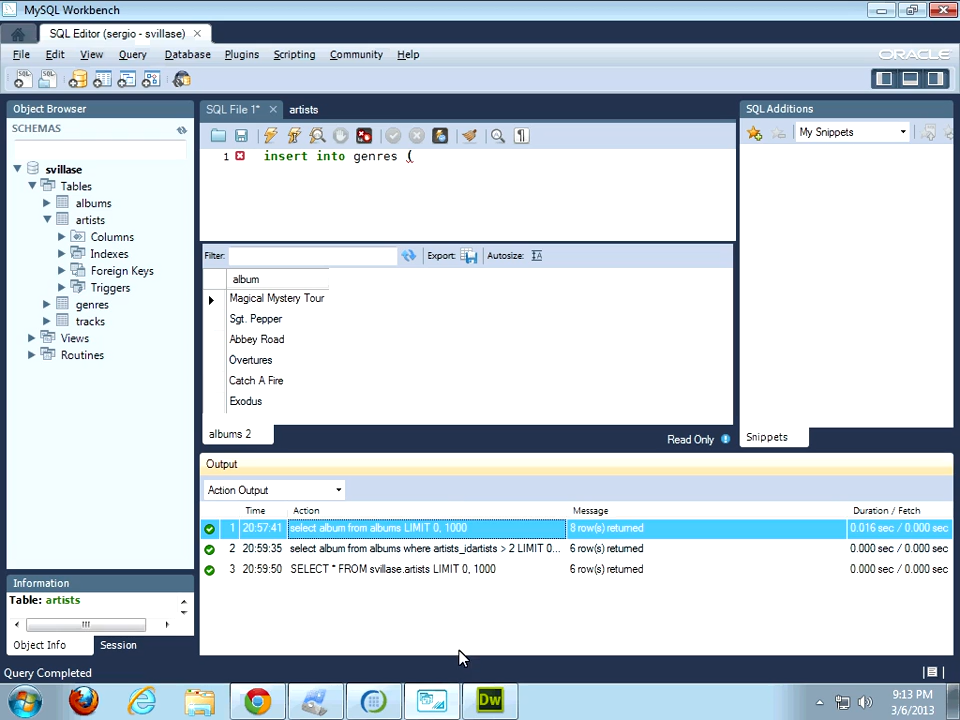 MySQL Workbench
SQL Editor (sergio - svillase)
File Edit View Query Database Plugins Scripting Community Help
ORACLE
Object Browser
SCHEMAS
svillase
Tables
albums
artists
Columns
Indexes
Foreign Keys
Triggers
genres
tracks
Views
Routines
Information
Table: artists
Object Info Session
SQL File 1* artists
1 insert into genres (
Filter: Export: Autosize:
album
Magical Mystery Tour
Sgt. Pepper
Abbey Road
Overtures
Catch A Fire
Exodus
albums 2
Read Only
SQL Additions
My Snippets
Snippets
Output
Action Output
Time Action Message Duration / Fetch
1 20:57:41 select album from albums LIMIT 0, 1000 8 row(s) returned 0.016 sec / 0.000 sec
2 20:59:35 select album from albums where artists_idartists > 2 LIMIT 0... 6 row(s) returned 0.000 sec / 0.000 sec
3 20:59:50 SELECT * FROM svillase.artists LIMIT 0, 1000 6 row(s) returned 0.000 sec / 0.000 sec
Query Completed
Dw
9:13 PM
3/6/2013